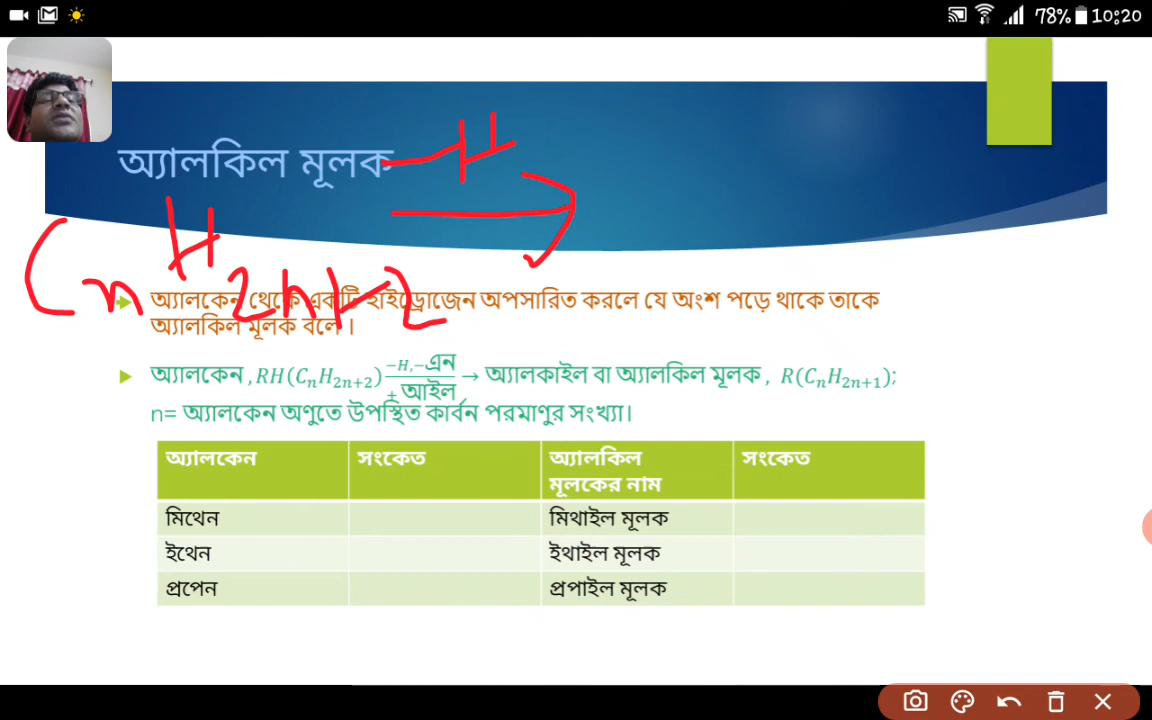 78% 10:20
অ্যালকিল মূলক
-H
CnH2n+2
অ্যালকেন থেকে একটি হাইড্রোজেন অপসারিত করলে যে অংশ পড়ে থাকে তাকে
অ্যালকিল মূলক বলে ।
অ্যালকেন ,RH(CnH2n+2) −H,−এন / + আইল → অ্যালকাইল বা অ্যালকিল মূলক , R(CnH2n+1);
n= অ্যালকেন অণুতে উপস্থিত কার্বন পরমাণুর সংখ্যা।
অ্যালকেন সংকেত অ্যালকিল মূলকের নাম সংকেত
মিথেন মিথাইল মূলক
ইথেন ইথাইল মূলক
প্রপেন প্রপাইল মূলক